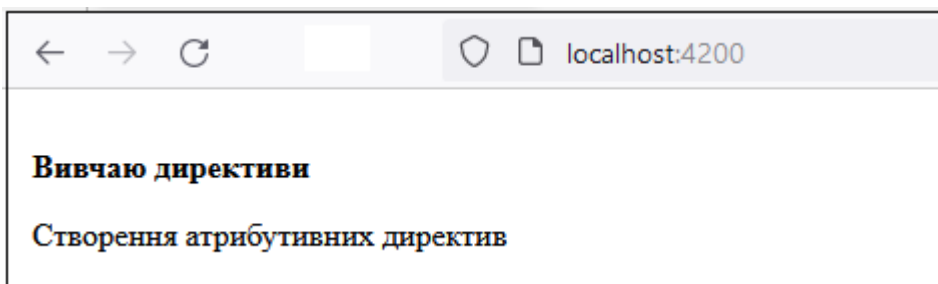 localhost:4200
Вивчаю директиви
Створення атрибутивних директив